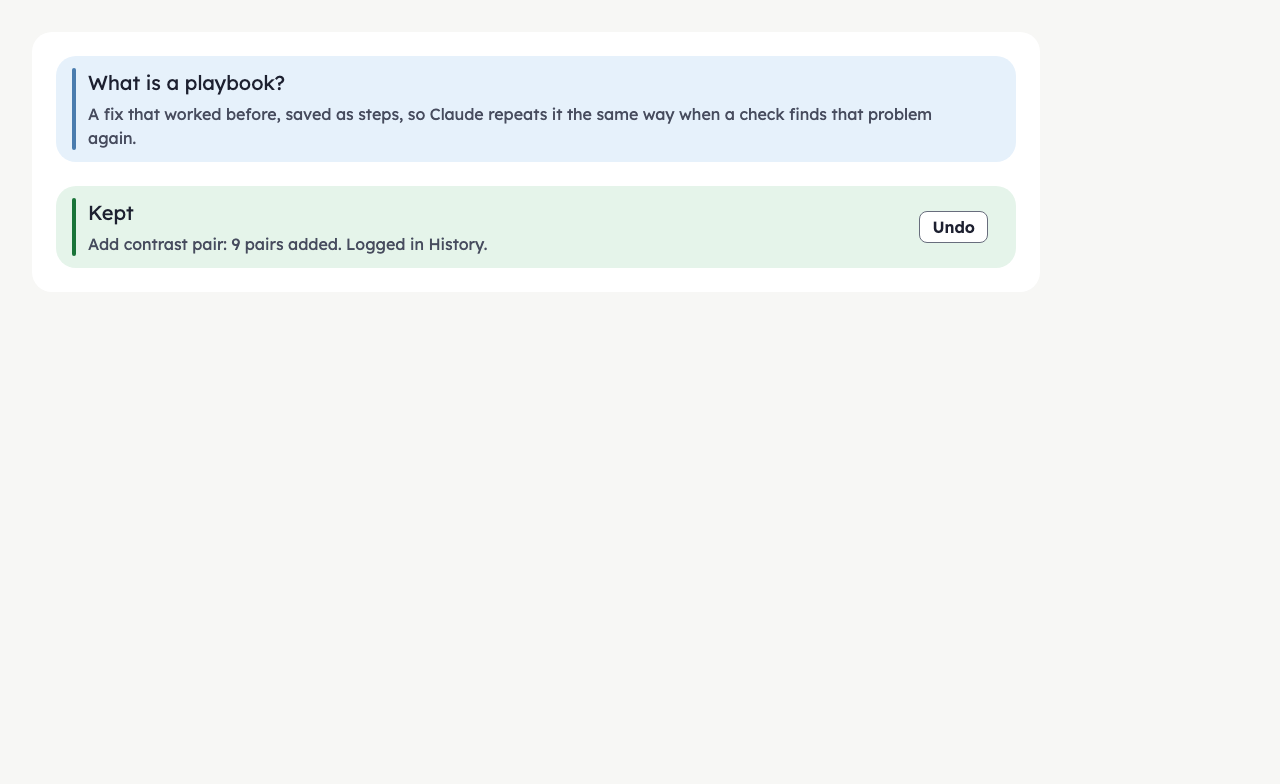 What is a playbook?
A fix that worked before, saved as steps, so Claude repeats it the same way when a check finds that problem
again.
Kept
Add contrast pair: 9 pairs added. Logged in History.
Undo